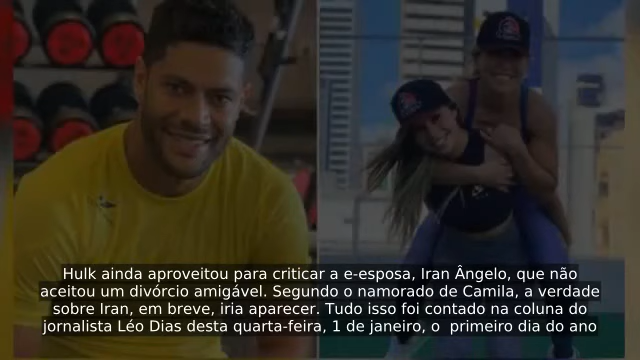 Hulk ainda aproveitou para criticar a e-esposa, Iran Ângelo, que não
aceitou um divórcio amigável. Segundo o namorado de Camila, a verdade
sobre Iran, em breve, iria aparecer. Tudo isso foi contado na coluna do
jornalista Léo Dias desta quarta-feira, 1 de janeiro, o  primeiro dia do ano